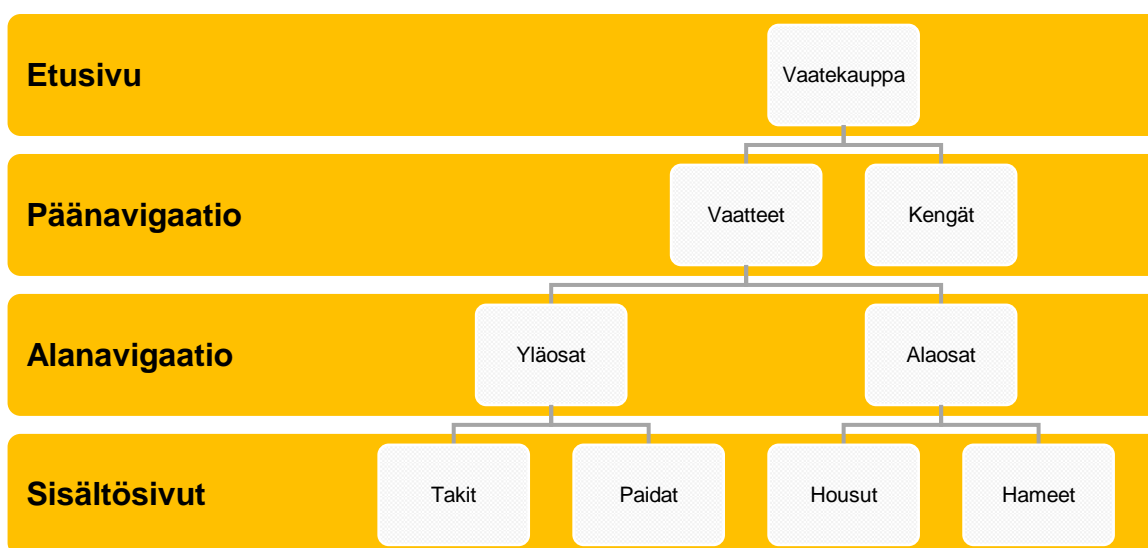 Etusivu
Vaatekauppa
Päänavigaatio
Vaatteet
Kengät
Alanavigaatio
Yläosat
Alaosat
Sisältösivut
Takit
Paidat
Housut
Hameet